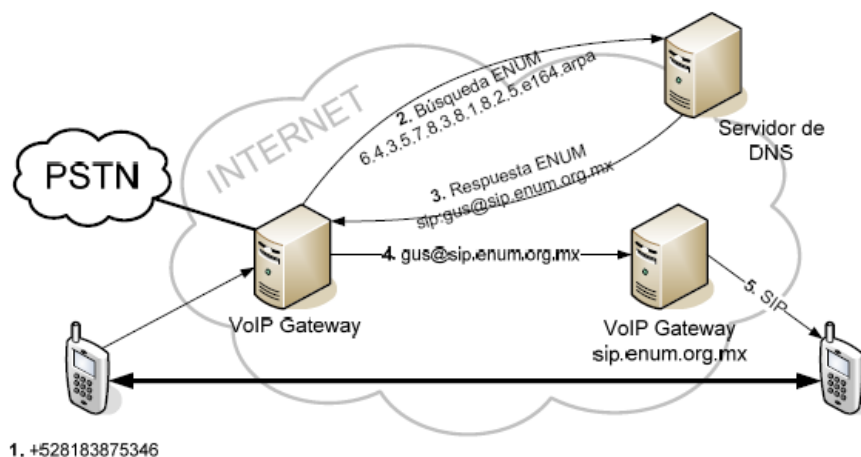 2. Búsqueda ENUM
6.4.3.5.7.8.3.8.1.8.2.5.e164.arpa
INTERNET
Servidor de
DNS
PSTN
3. Respuesta ENUM
sip:gus@sip.enum.org.mx
4. gus@sip.enum.org.mx
5. SIP
VoIP Gateway
VoIP Gateway
sip.enum.org.mx
1. +528183875346